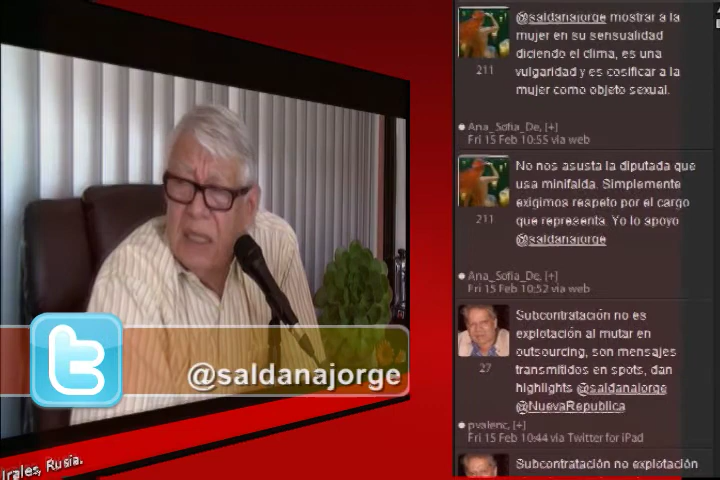 @saldanajorge mostrar a la
mujer en su sensualidad
diciendo el clima, es una
vulgaridad y es cosificar a la
mujer como objeto sexual.
211
Ana_Sofia_De, [+]
Fri 15 Feb 10:55 via web
No nos asusta la diputada que
usa minifalda. Simplemente
exigimos respeto por el cargo
que representa. Yo lo apoyo
@saldanajorge
211
Ana_Sofia_De, [+]
Fri 15 Feb 10:52 via web
Subcontratación no es
explotación al mutar en
outsourcing, son mensajes
transmitidos en spots, dan
highlights @saldanajorge
@NuevaRepublica
27
pvalenc, [+]
Fri 15 Feb 10:44 via Twitter for iPad
Subcontratación no explotación
@saldanajorge
Irales, Rusia.